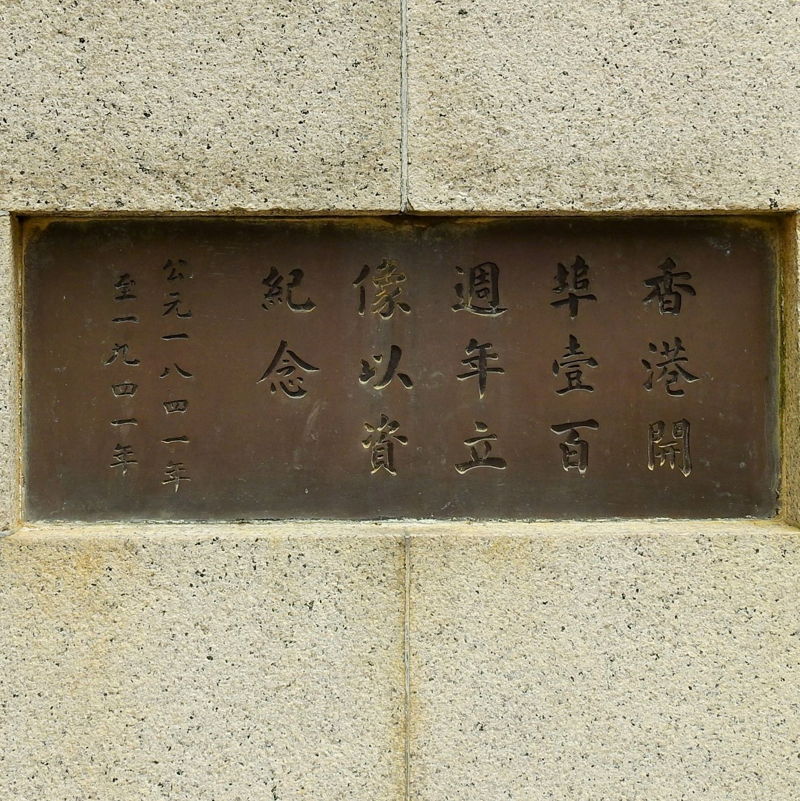 香港開
埠壹百
週年立
像以資
紀念
公元一八四一年
至一九四一年